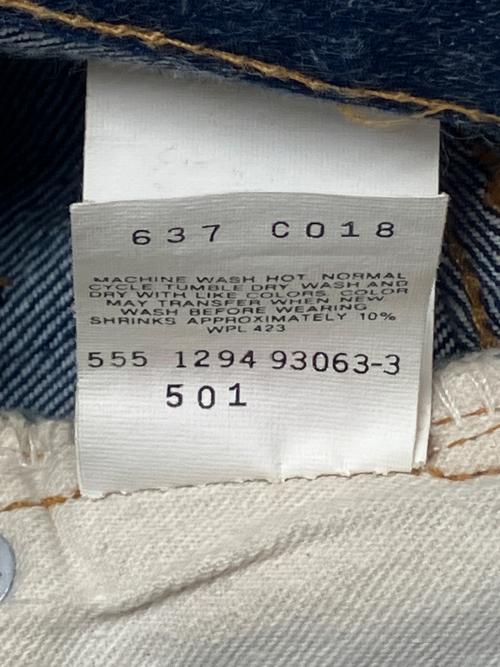 637 C018
MACHINE WASH HOT, NORMAL
CYCLE. TUMBLE DRY. WASH AND
DRY WITH LIKE COLORS. COLOR
MAY TRANSFER WHEN NEW
WASH BEFORE WEARING
SHRINKS APPROXIMATELY 10%
WPL 423
555 1294 93063-3
501